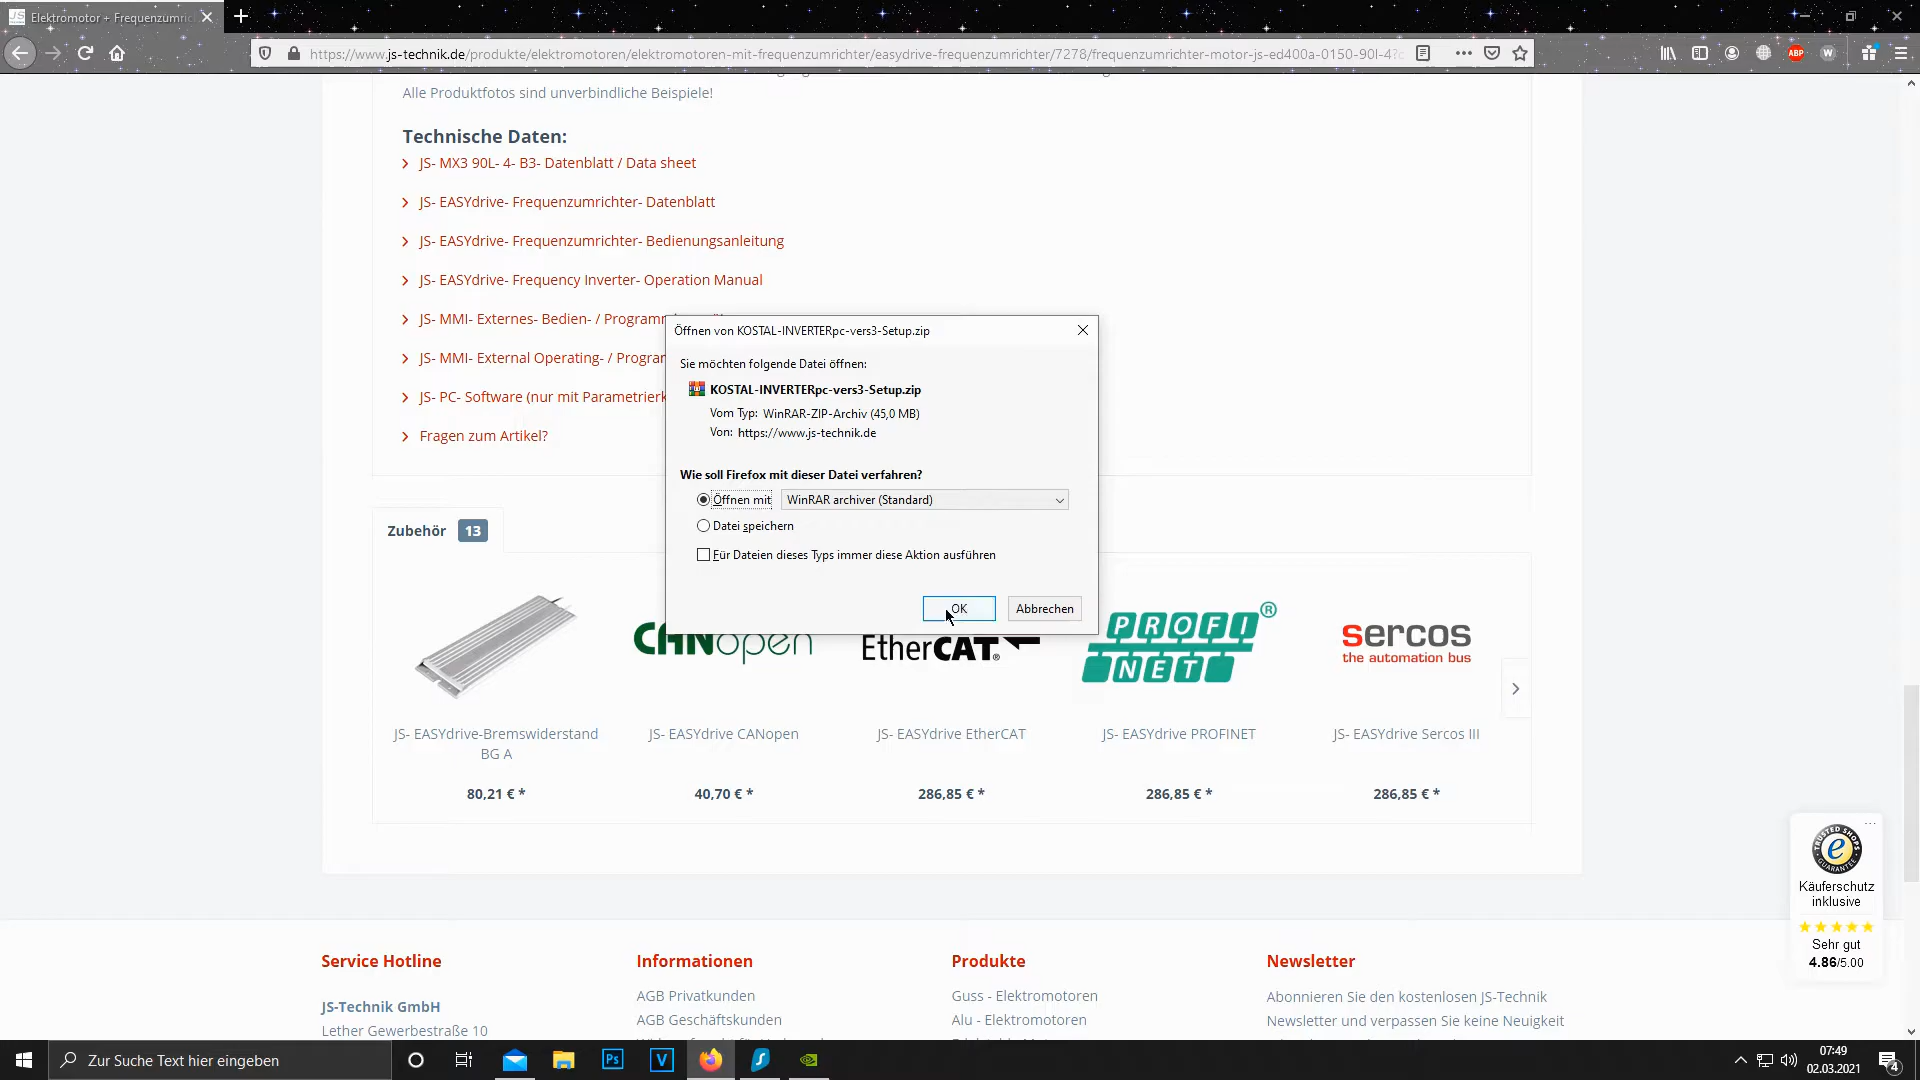 Elektromotor + Frequenzumric
https://www.js-technik.de/produkte/elektromotoren/elektromotoren-mit-frequenzumrichter/easydrive-frequenzumrichter/7278/frequenzumrichter-motor-js-ed400a-0150-90l-4?c
Alle Produktfotos sind unverbindliche Beispiele!
Technische Daten:
JS- MX3 90L- 4- B3- Datenblatt / Data sheet
JS- EASYdrive- Frequenzumrichter- Datenblatt
JS- EASYdrive- Frequenzumrichter- Bedienungsanleitung
JS- EASYdrive- Frequency Inverter- Operation Manual
JS- MMI- Externes- Bedien- / Programm
JS- MMI- External Operating- / Progra
JS- PC- Software (nur mit Parametrierk
Fragen zum Artikel?
Öffnen von KOSTAL-INVERTERpc-vers3-Setup.zip
Sie möchten folgende Datei öffnen:
KOSTAL-INVERTERpc-vers3-Setup.zip
Vom Typ: WinRAR-ZIP-Archiv (45,0 MB)
Von: https://www.js-technik.de
Wie soll Firefox mit dieser Datei verfahren?
Öffnen mit WinRAR archiver (Standard)
Datei speichern
Für Dateien dieses Typs immer diese Aktion ausführen
OK Abbrechen
Zubehör 13
CANopen
EtherCAT®
PROFI
NET®
sercos
the automation bus
JS- EASYdrive-Bremswiderstand
BG A
JS- EASYdrive CANopen
JS- EASYdrive EtherCAT
JS- EASYdrive PROFINET
JS- EASYdrive Sercos III
80,21 € *
40,70 € *
286,85 € *
286,85 € *
286,85 € *
TRUSTED SHOPS
GUARANTEE
Käuferschutz
inklusive
Sehr gut
4.86/5.00
Service Hotline
JS-Technik GmbH
Lether Gewerbestraße 10
Informationen
AGB Privatkunden
AGB Geschäftskunden
Produkte
Guss - Elektromotoren
Alu - Elektromotoren
Newsletter
Abonnieren Sie den kostenlosen JS-Technik
Newsletter und verpassen Sie keine Neuigkeit
Zur Suche Text hier eingeben
Ps
V
ABP
W
07:49
02.03.2021
4